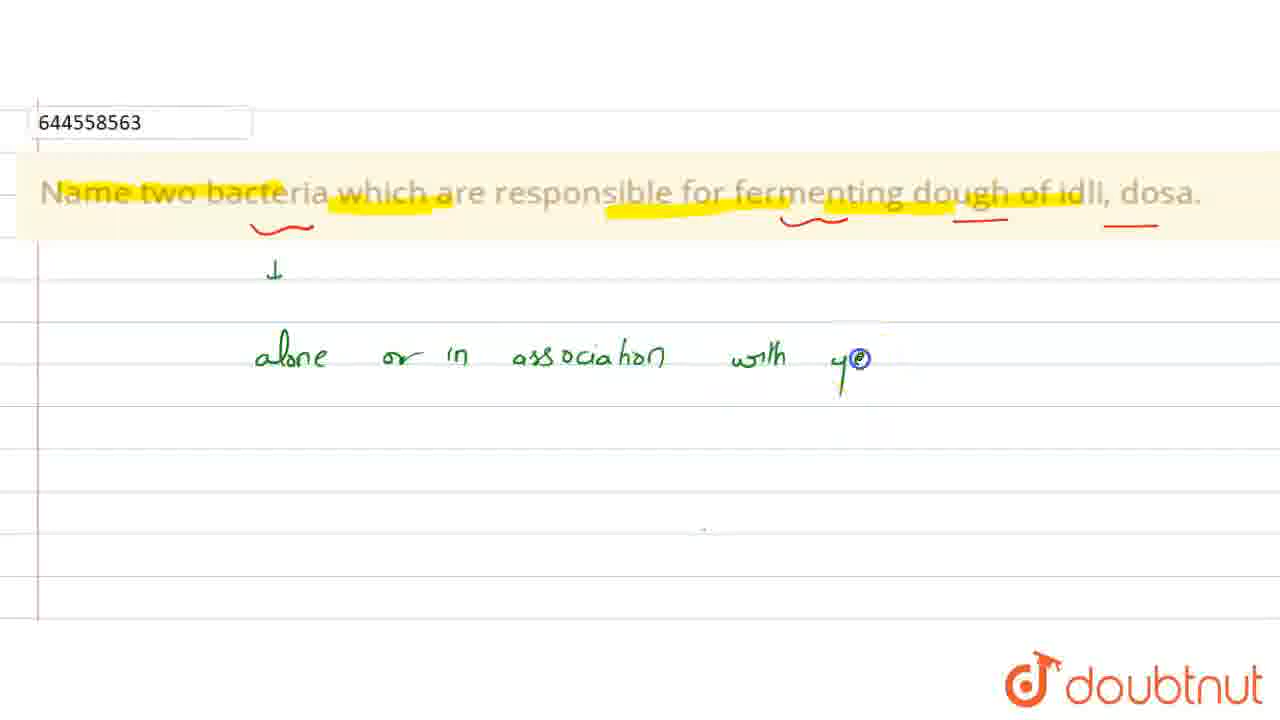 644558563
Name two bacteria which are responsible for fermenting dough of idli, dosa.
alone or in association with ye
doubtnut